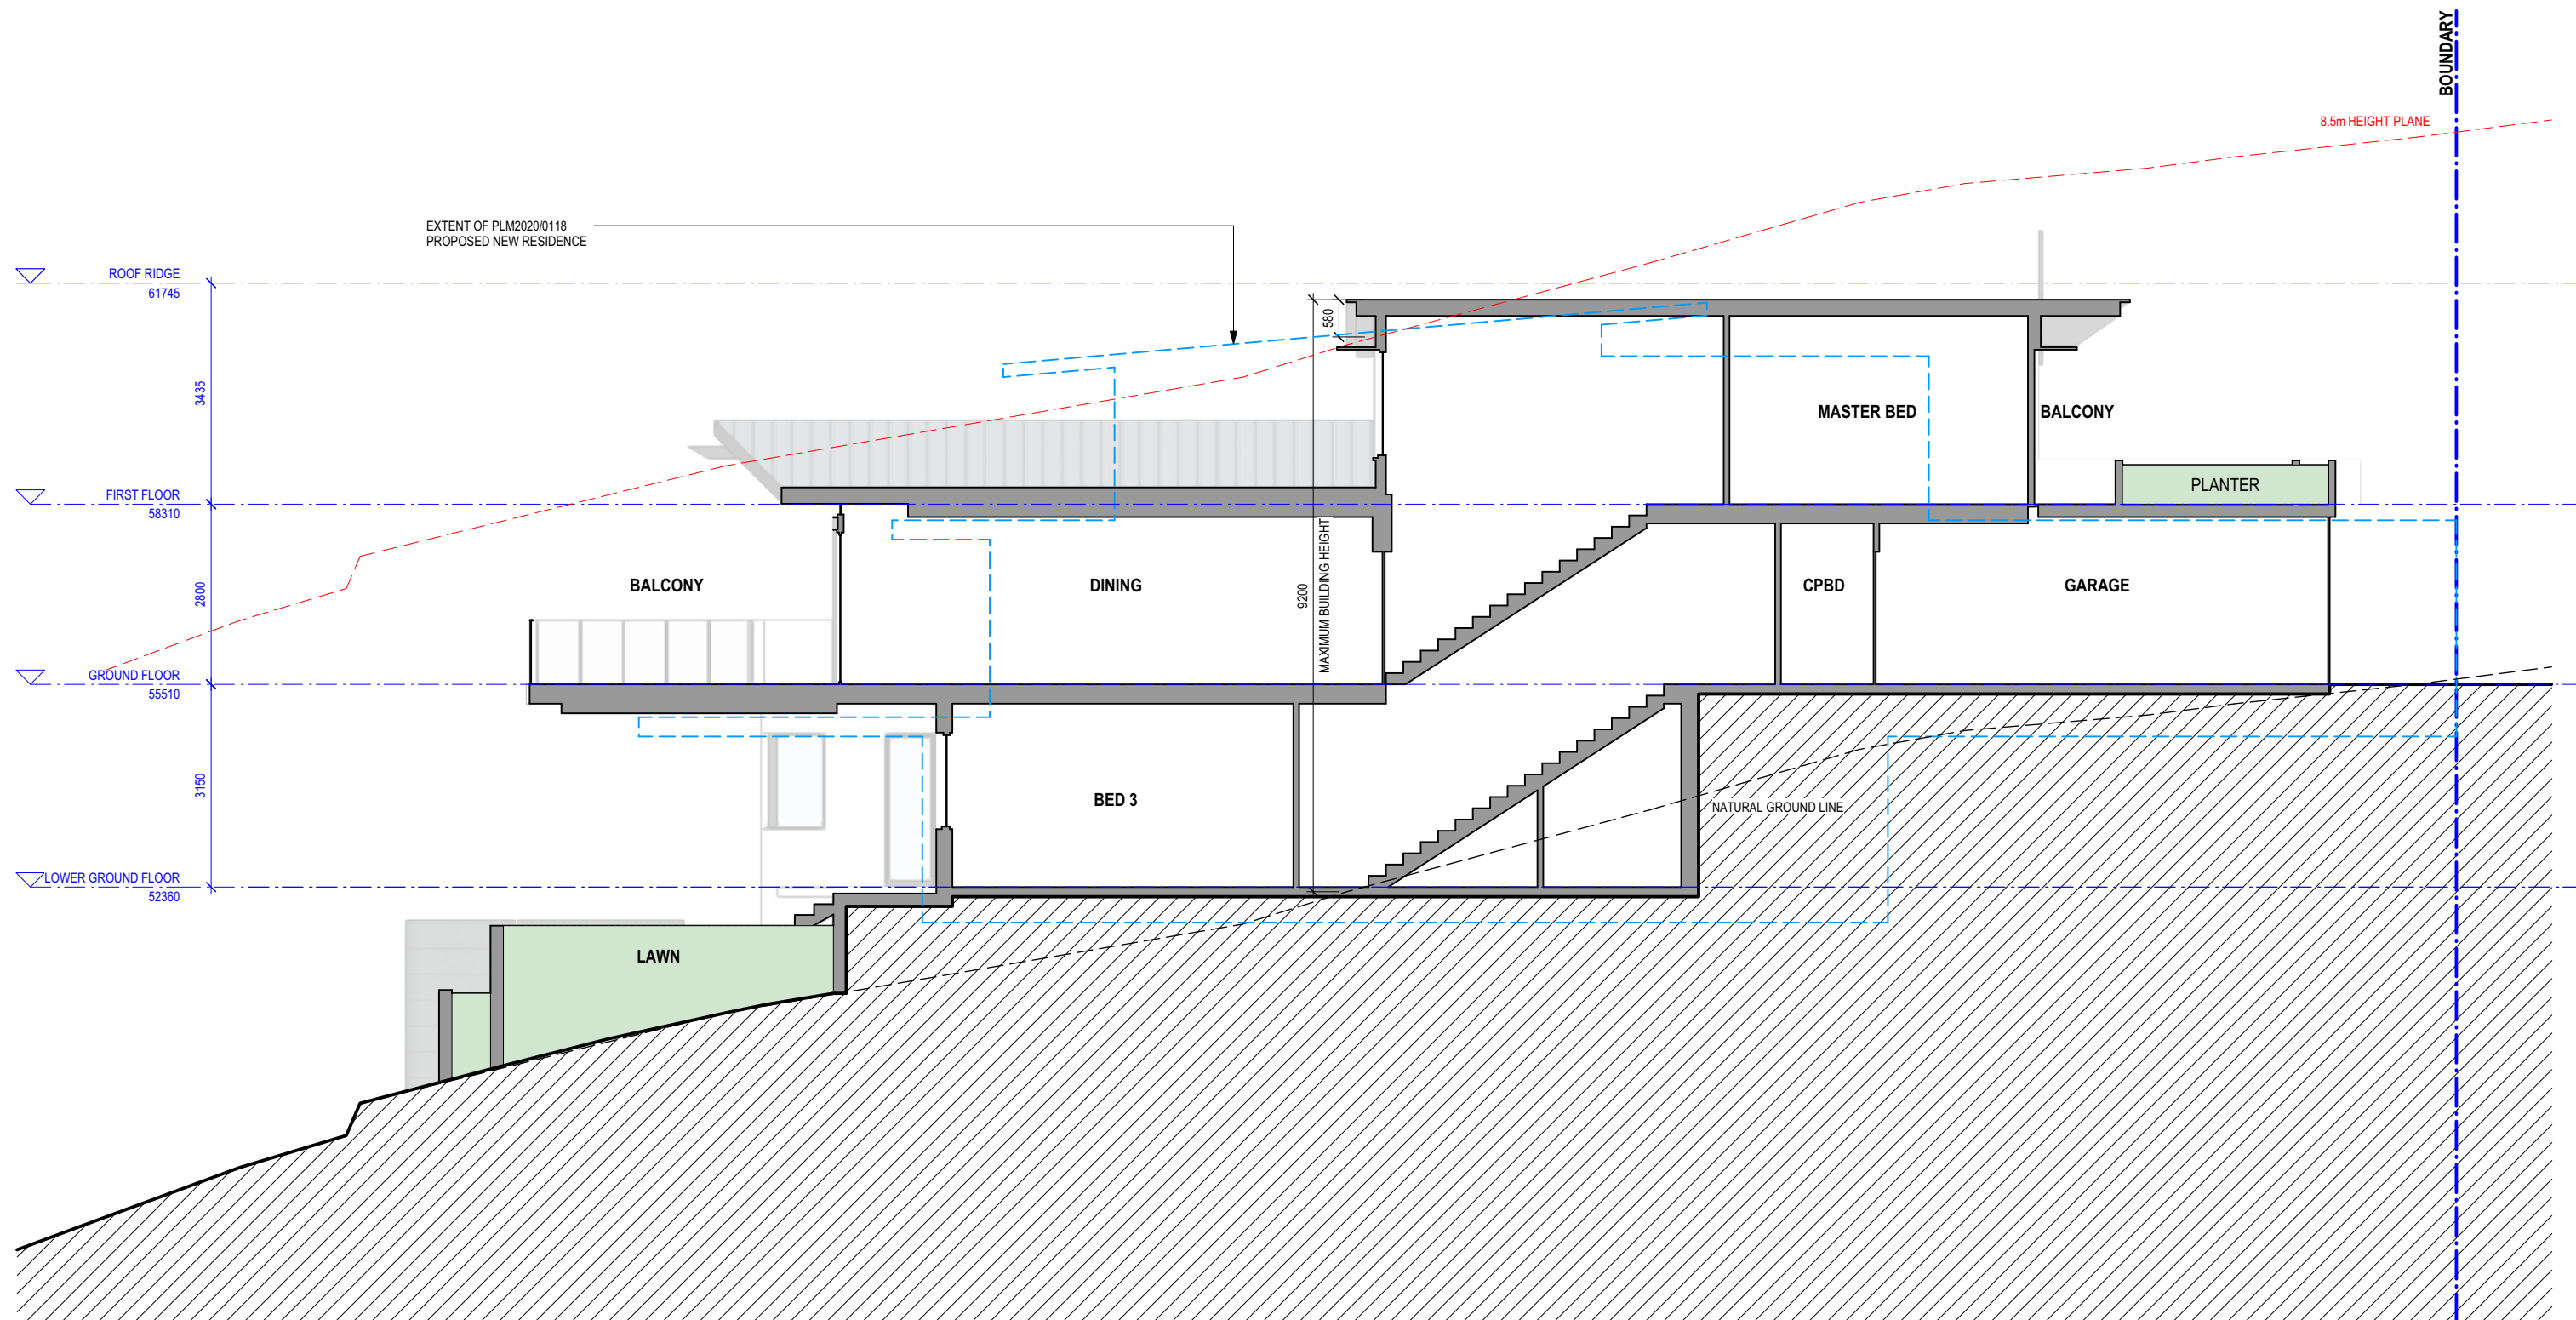 BOUNDARY
8.5m HEIGHT PLANE
EXTENT OF PLM2020/0118
PROPOSED NEW RESIDENCE
ROOF RIDGE
61745
580
3435
MASTER BED
BALCONY
PLANTER
FIRST FLOOR
58310
2800
BALCONY
DINING
9200
MAXIMUM BUILDING HEIGHT
CPBD
GARAGE
GROUND FLOOR
55510
3150
BED 3
NATURAL GROUND LINE
LOWER GROUND FLOOR
52360
LAWN